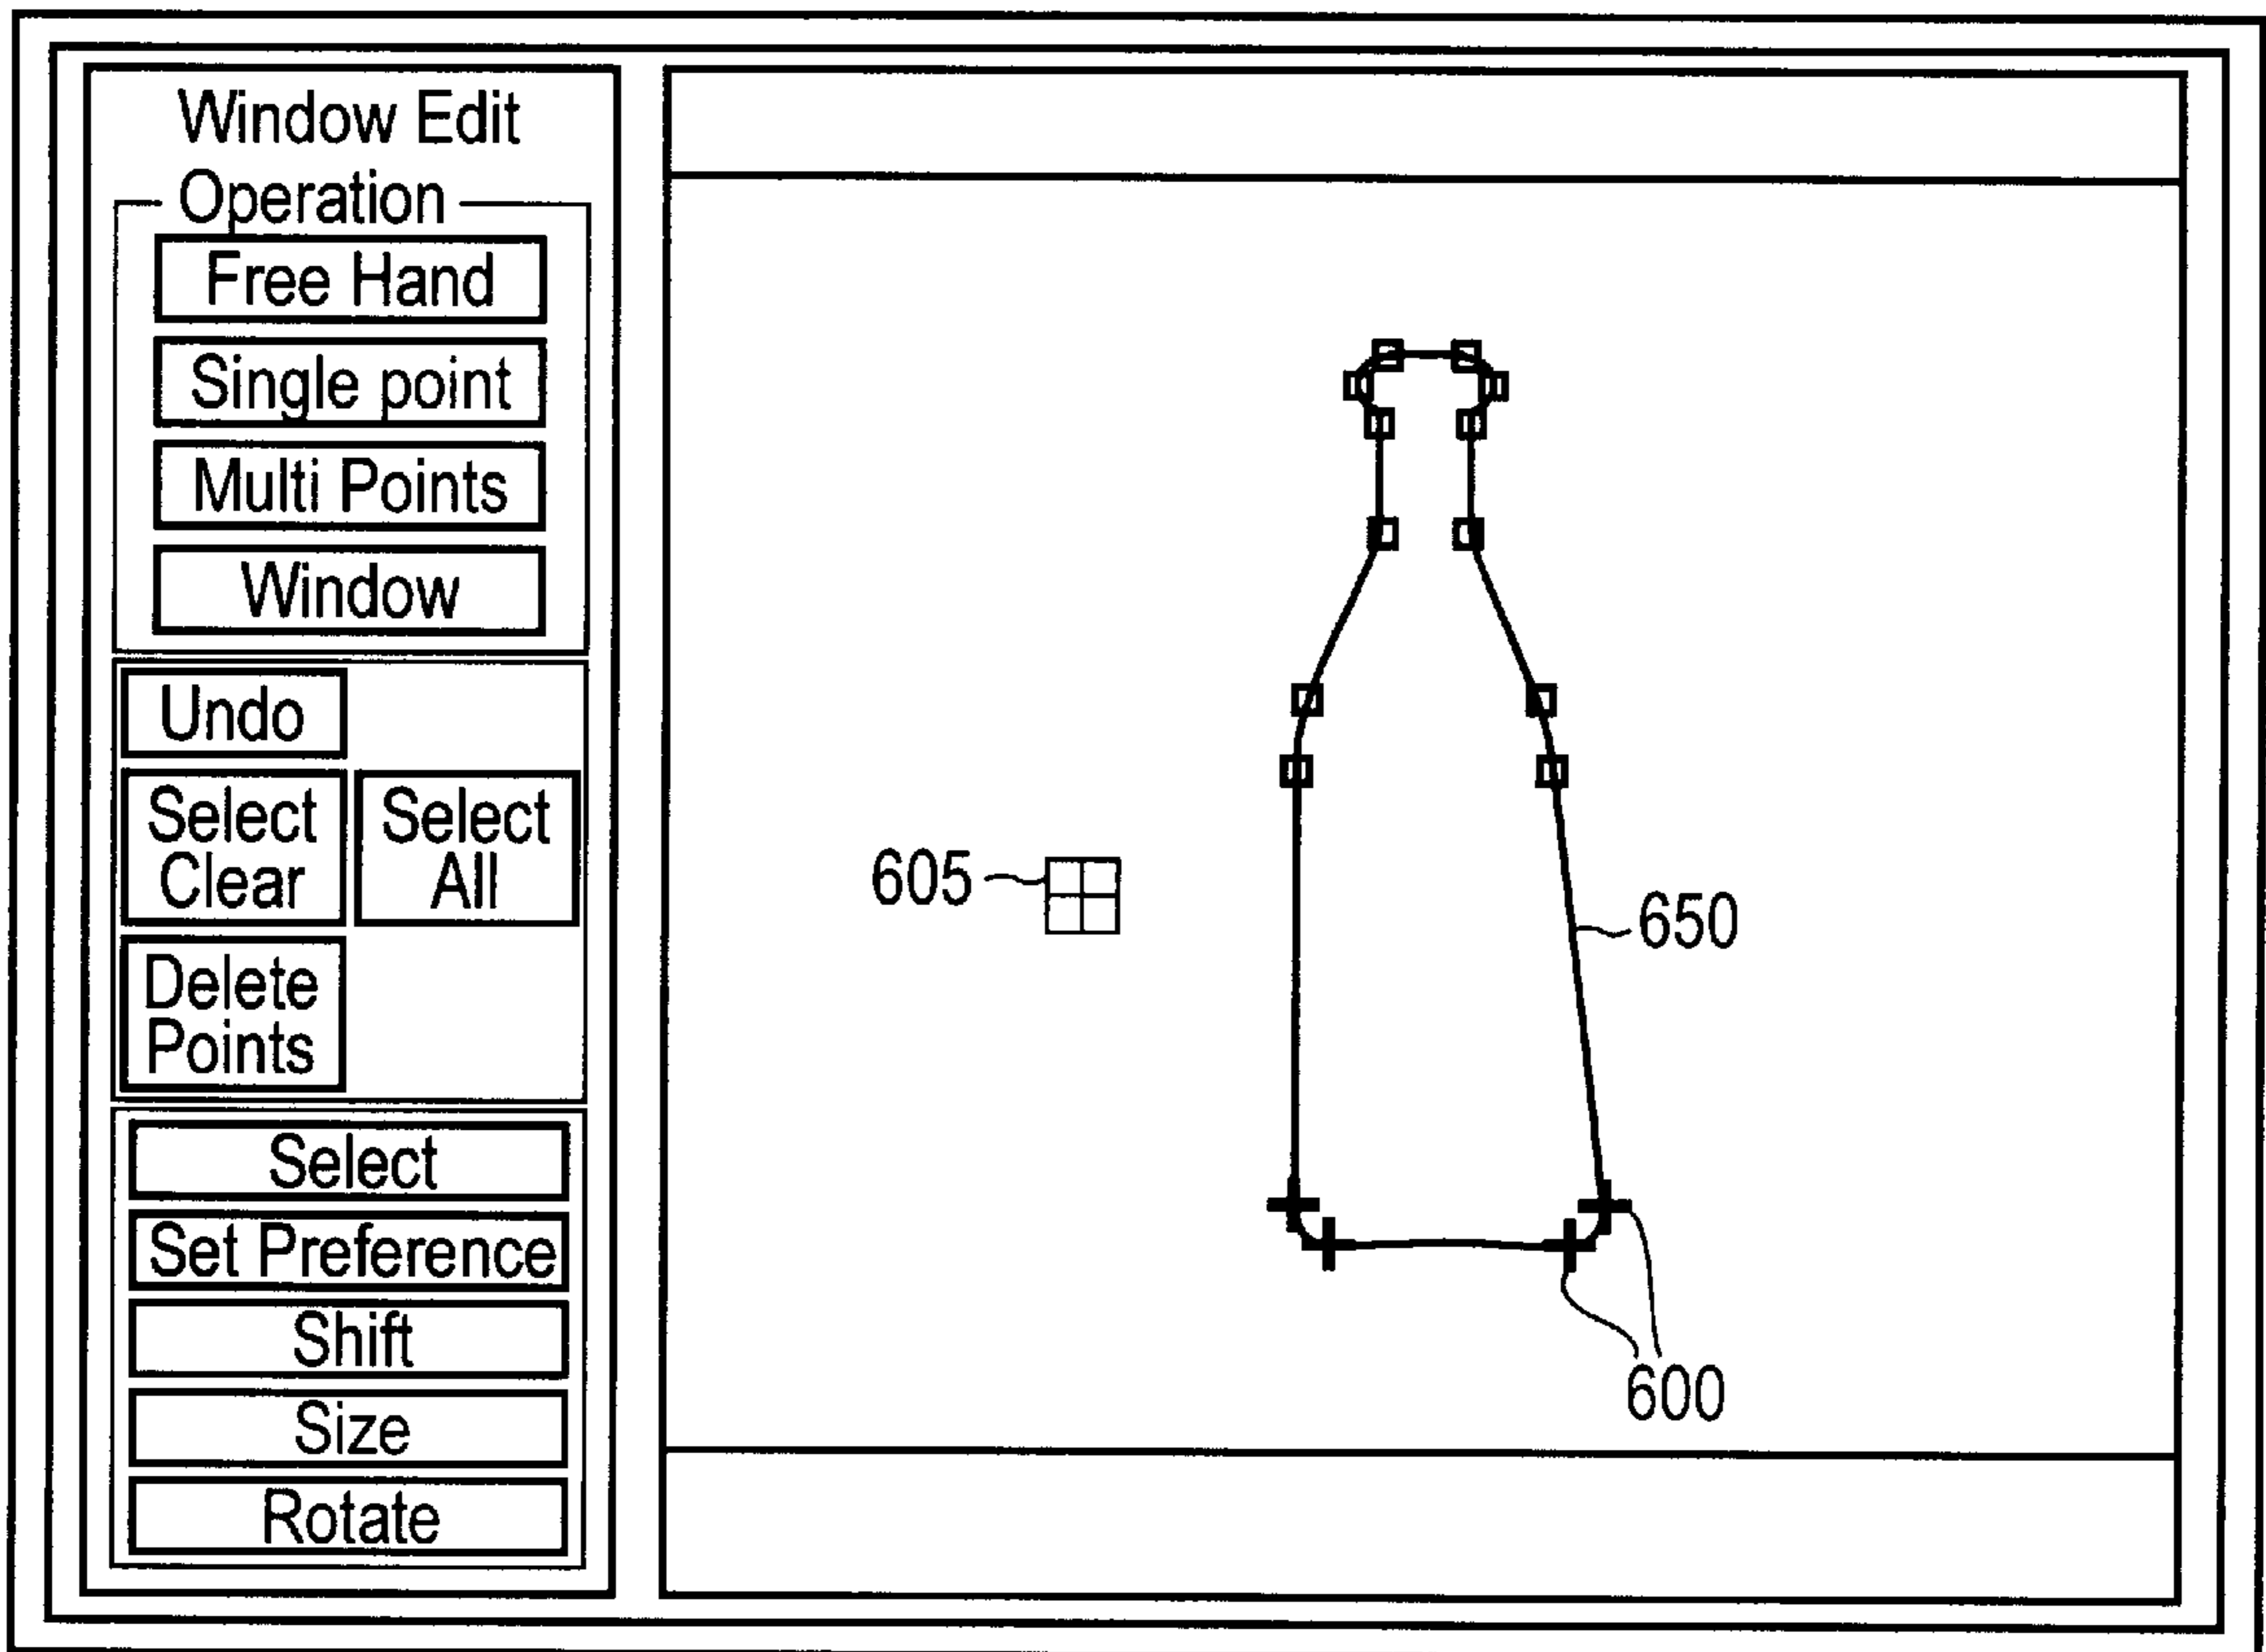 Window Edit
Operation
Free Hand
Single point
Multi Points
Window
Undo
Select
Clear
Select
All
Delete
Points
Select
Set Preference
Shift
Size
Rotate
605
650
600